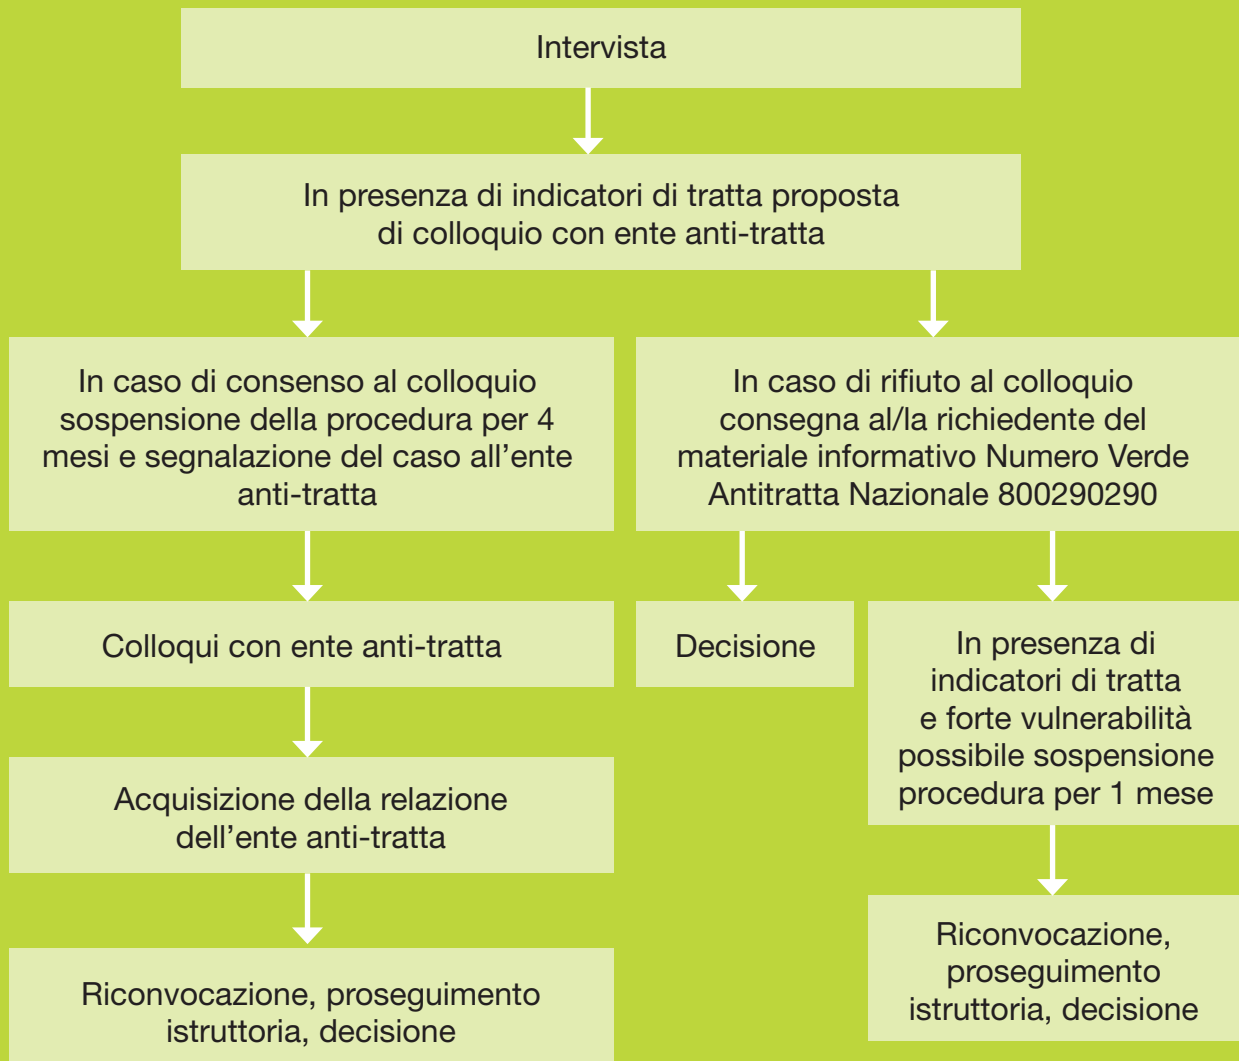 Intervista
In presenza di indicatori di tratta proposta
di colloquio con ente anti-tratta
In caso di consenso al colloquio
sospensione della procedura per 4
mesi e segnalazione del caso all’ente
anti-tratta
In caso di rifiuto al colloquio
consegna al/la richiedente del
materiale informativo Numero Verde
Antitratta Nazionale 800290290
Colloqui con ente anti-tratta
Decisione
In presenza di
indicatori di tratta
e forte vulnerabilità
possibile sospensione
procedura per 1 mese
Acquisizione della relazione
dell’ente anti-tratta
Riconvocazione, proseguimento
istruttoria, decisione
Riconvocazione,
proseguimento
istruttoria, decisione